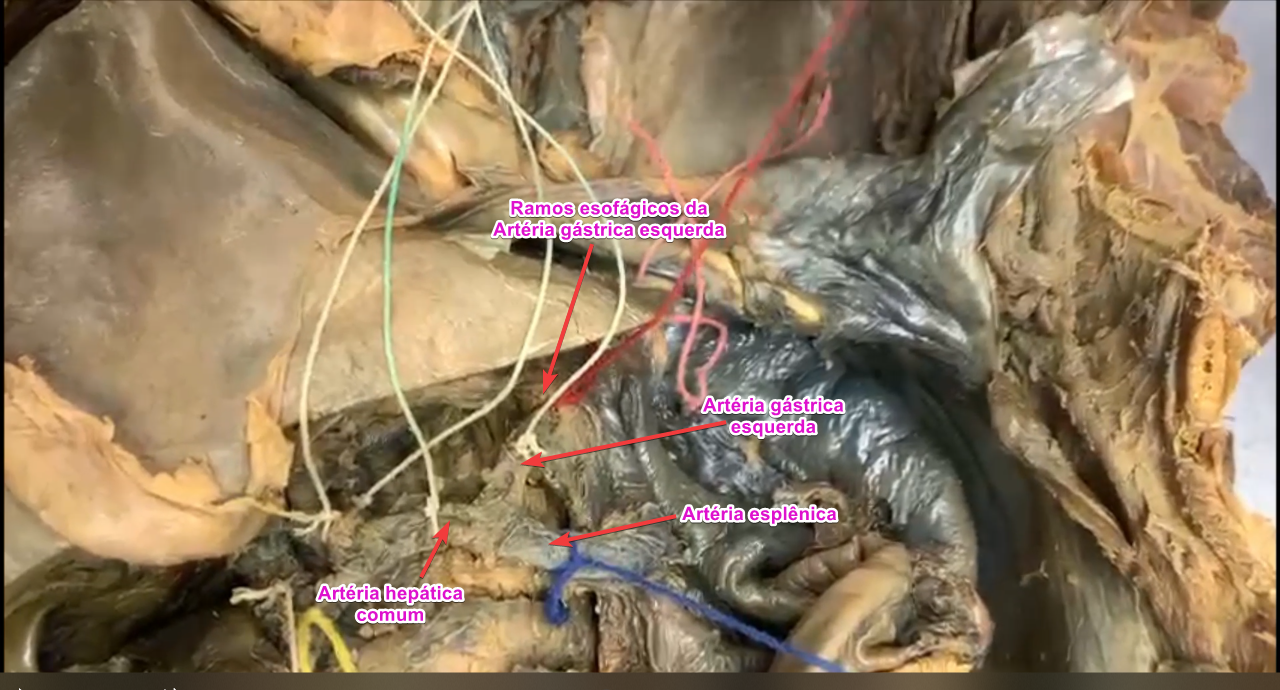 Ramos esofágicos da
Artéria gástrica esquerda
Artéria gástrica
esquerda
Artéria esplênica
Artéria hepática
comum